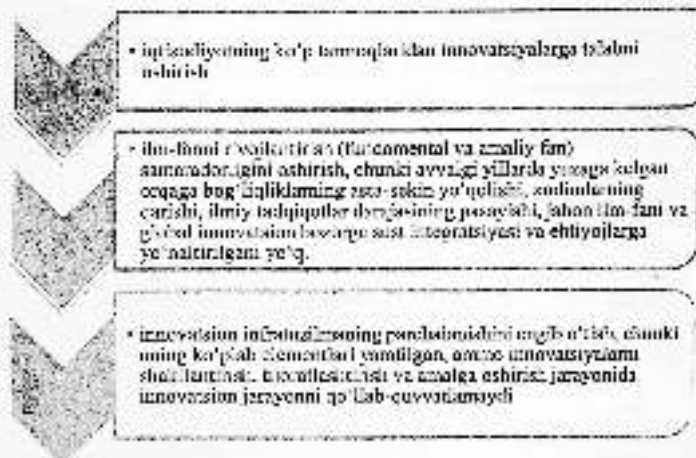 • iqtisodiyotning ko'p tarmoqlaridan innovatsiyalarga talabni
oshirish
• ilm-fanni rivojlantirish (fundamental va amaliy fan)
samaradorligini oshirish, chunki avvalgi yillarda yuzaga kelgan
orqaga bog'liqliklarning asta-sekin yo'qolishi, xodimlarning
qarishi, ilmiy tadqiqotlar darajasining pasayishi, jahon ilm-fani va
global innovatsion bozorga sust integratsiyasi va ehtiyojlarga
yo'naltirilgani yo'q.
• innovatsion infratuzilmaning parchalanishini engib o'tish, chunki
uning ko'plab elementlari yaratilgan, ammo innovatsiyalarni
shakllantirish, tijoratlashtirish va amalga oshirish jarayonida
innovatsion jarayonni qo'llab-quvvatlamaydi